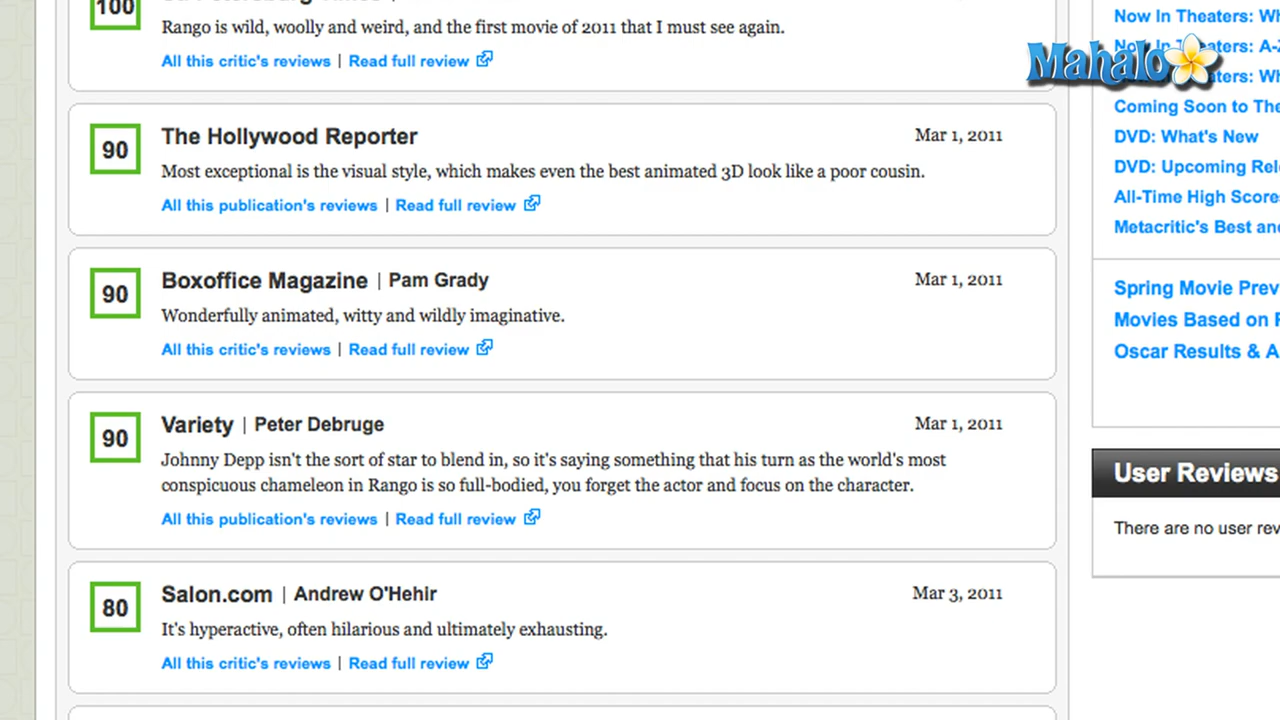 100
Rango is wild, woolly and weird, and the first movie of 2011 that I must see again.
All this critic's reviews | Read full review
90
The Hollywood Reporter
Mar 1, 2011
Most exceptional is the visual style, which makes even the best animated 3D look like a poor cousin.
All this publication's reviews | Read full review
90
Boxoffice Magazine | Pam Grady
Mar 1, 2011
Wonderfully animated, witty and wildly imaginative.
All this critic's reviews | Read full review
90
Variety | Peter Debruge
Mar 1, 2011
Johnny Depp isn't the sort of star to blend in, so it's saying something that his turn as the world's most
conspicuous chameleon in Rango is so full-bodied, you forget the actor and focus on the character.
All this publication's reviews | Read full review
80
Salon.com | Andrew O'Hehir
Mar 3, 2011
It's hyperactive, often hilarious and ultimately exhausting.
All this critic's reviews | Read full review
Mahalo
Now In Theaters:
Coming Soon to
DVD: What's New
DVD: Upcoming
All-Time High
Metacritic's Best
Spring Movie
Movies Based on
Oscar Results &
User Reviews
There are no user